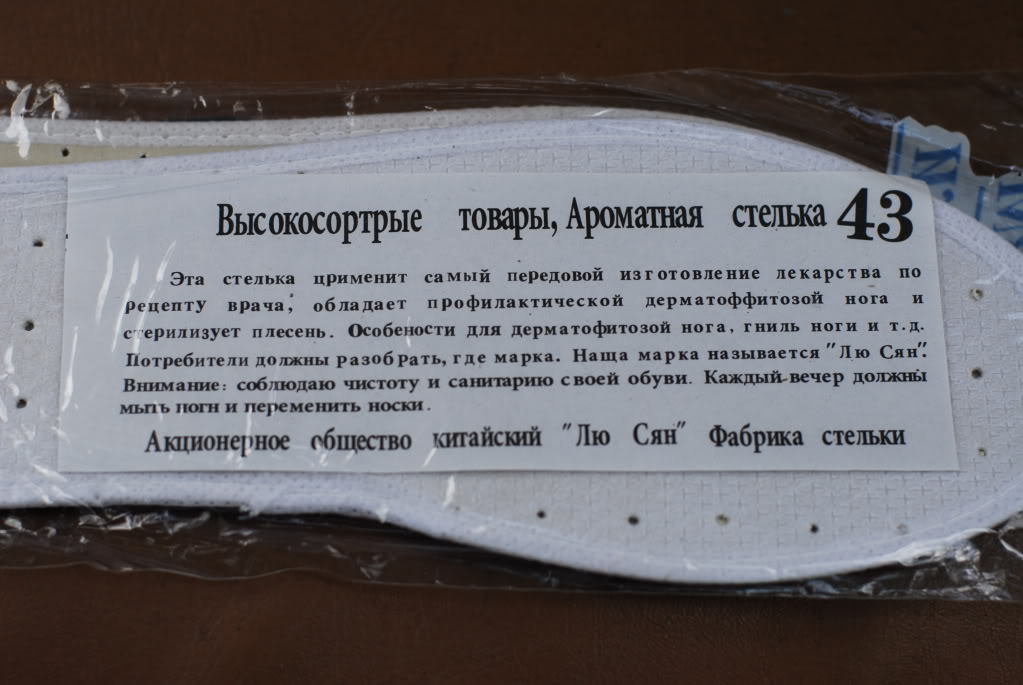 Высокосортрые товары, Ароматная стелька 43
Эта стелька црименит самый передовой изготовление лекарства по
рецепту врача, обладает профилактической дерматоффитозой нога и
стерилизует плесень. Особености для дерматофитозой нога, гниль ноги и т.д.
Потребители должны разобрать, где марка. Наща марка называется "Лю Сян".
Внимание: соблюдаю чистоту и санитарию своей обуви. Каждый вечер должны
мыть ногн и переменить носки.
Акционерное общество китайский "Лю Сян" Фабрика стельки